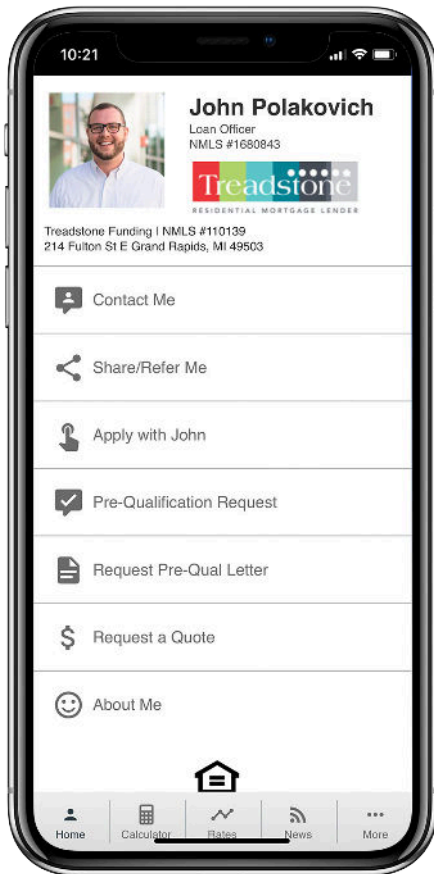 10:21
John Polakovich
Loan Officer
NMLS #1680843
Treadstone
RESIDENTIAL MORTGAGE LENDER
Treadstone Funding | NMLS #110139
214 Fulton St E Grand Rapids, MI 49503
Contact Me
Share/Refer Me
Apply with John
Pre-Qualification Request
Request Pre-Qual Letter
$ Request a Quote
About Me
Home Calculator Rates News More